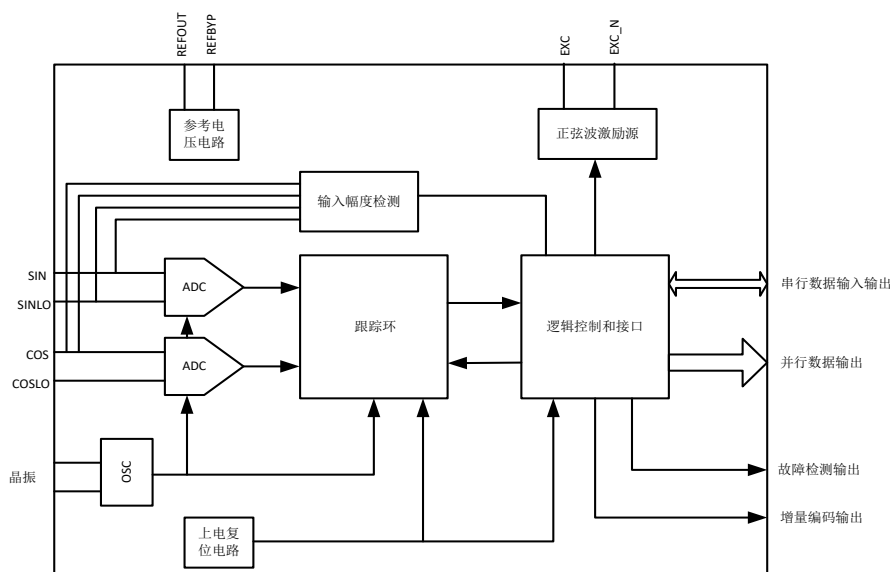 REFOUT
REFBYP
EXC
EXC_N
参考电
压电路
正弦波激励源
输入幅度检测
SIN
ADC
SINLO
跟踪环
逻辑控制和接口
串行数据输入输出
COS
ADC
COSLO
并行数据输出
晶振
OSC
故障检测输出
上电复
位电路
增量编码输出